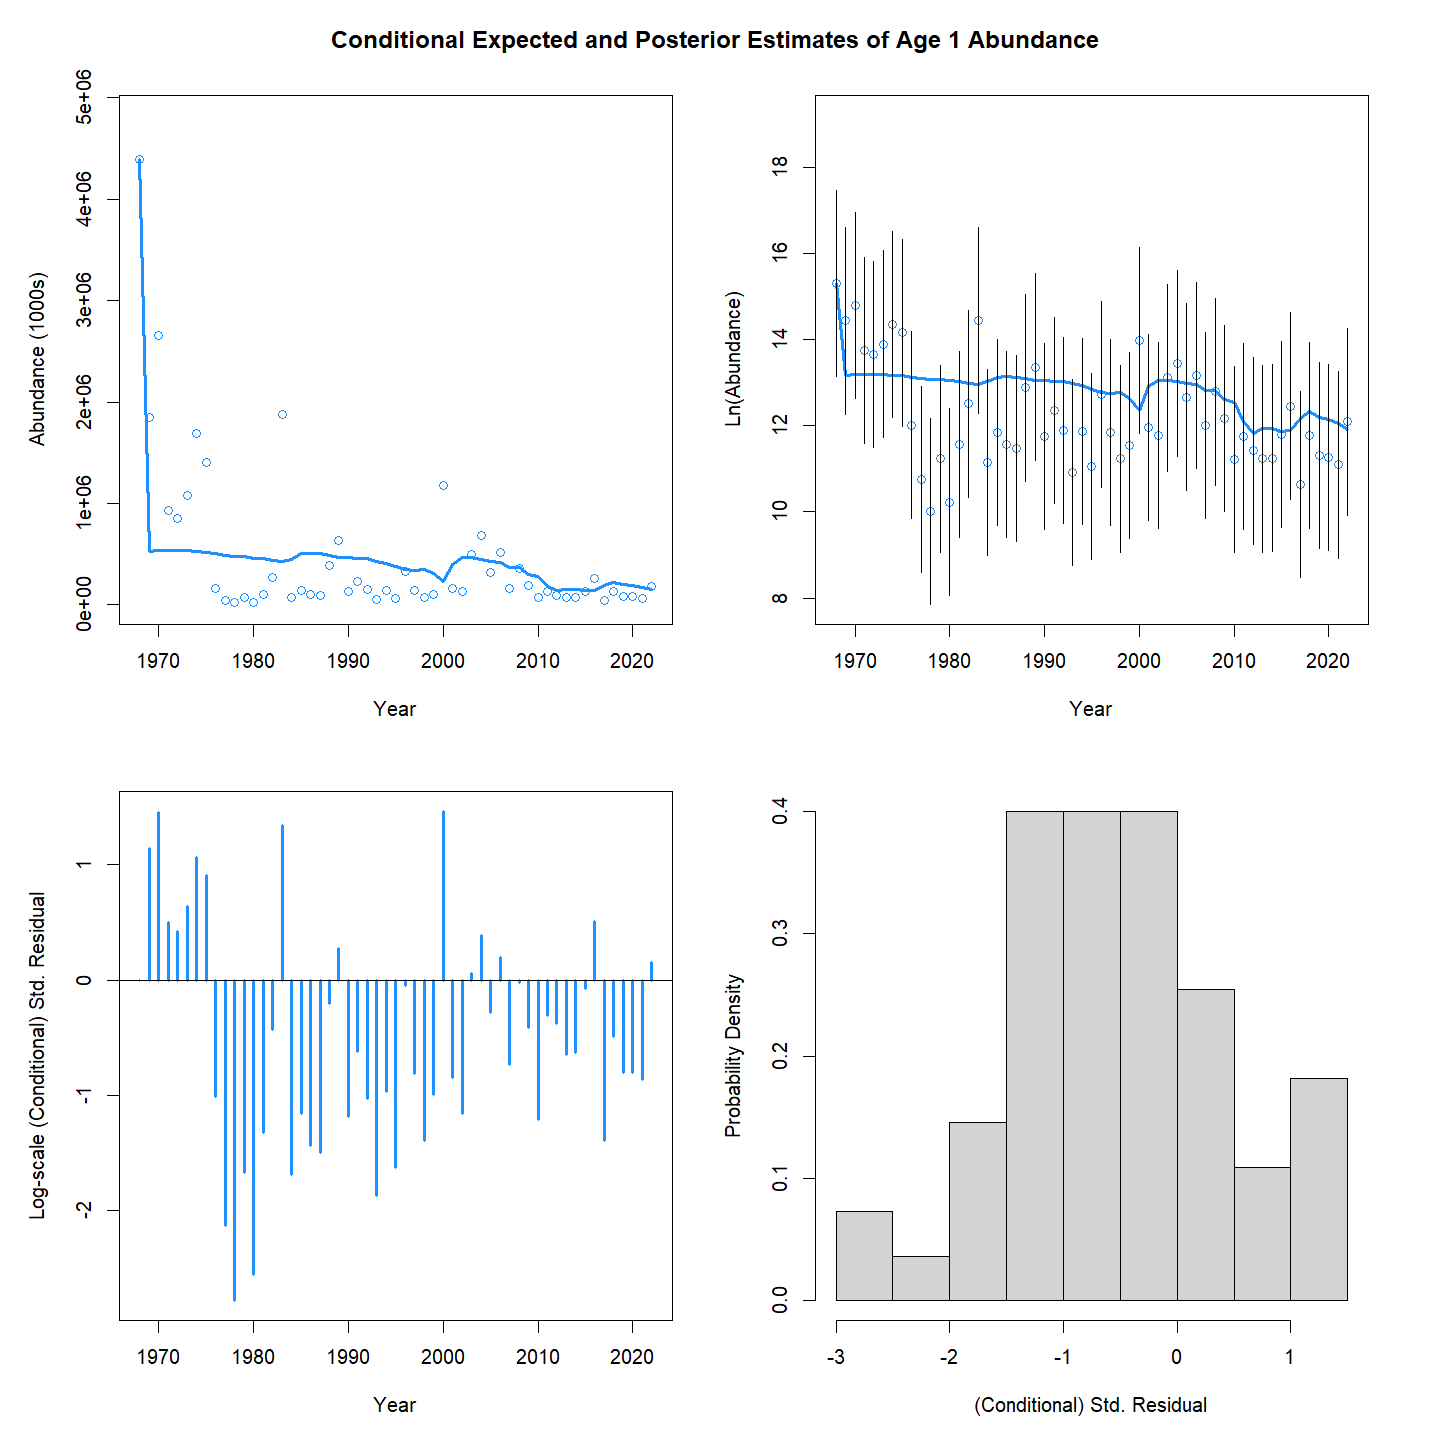 Conditional Expected and Posterior Estimates of Age 1 Abundance
Abundance (1000s)
5e+06
4e+06
3e+06
2e+06
1e+06
0e+00
1970 1980 1990 2000 2010 2020
Year
Ln(Abundance)
18
16
14
12
10
8
1970 1980 1990 2000 2010 2020
Year
Log-scale (Conditional) Std. Residual
1
0
-1
-2
1970 1980 1990 2000 2010 2020
Year
Probability Density
0.4
0.3
0.2
0.1
0.0
-3 -2 -1 0 1
(Conditional) Std. Residual